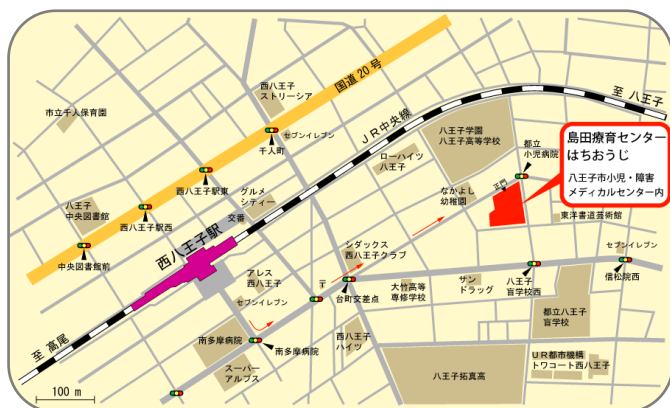 国道20号
至 八王子
西八王子
ストリーシア
市立千人保育園
セブンイレブン
千人町
JR中央線
八王子学園
八王子高等学校
都立
小児病院
島田療育センター
はちおうじ
八王子市小児・障害
メディカルセンター内
ローハイツ
八王子
西八王子駅東
グルメ
シティー
なかよし
幼稚園
正門
八王子
中央図書館
西八王子駅西
交番
東洋書道芸術館
西八王子駅
中央図書館前
シダックス
西八王子クラブ
セブンイレブン
アレス
西八王子
〒
大竹高等
専修学校
サン
ドラッグ
八王子
盲学校西
信松院西
セブンイレブン
台町交差点
都立八王子
盲学校
至 高尾
南多摩病院
南多摩病院
西八王子
ハイツ
スーパー
アルプス
八王子拓真高
UR都市機構
トワコート西八王子
100 m